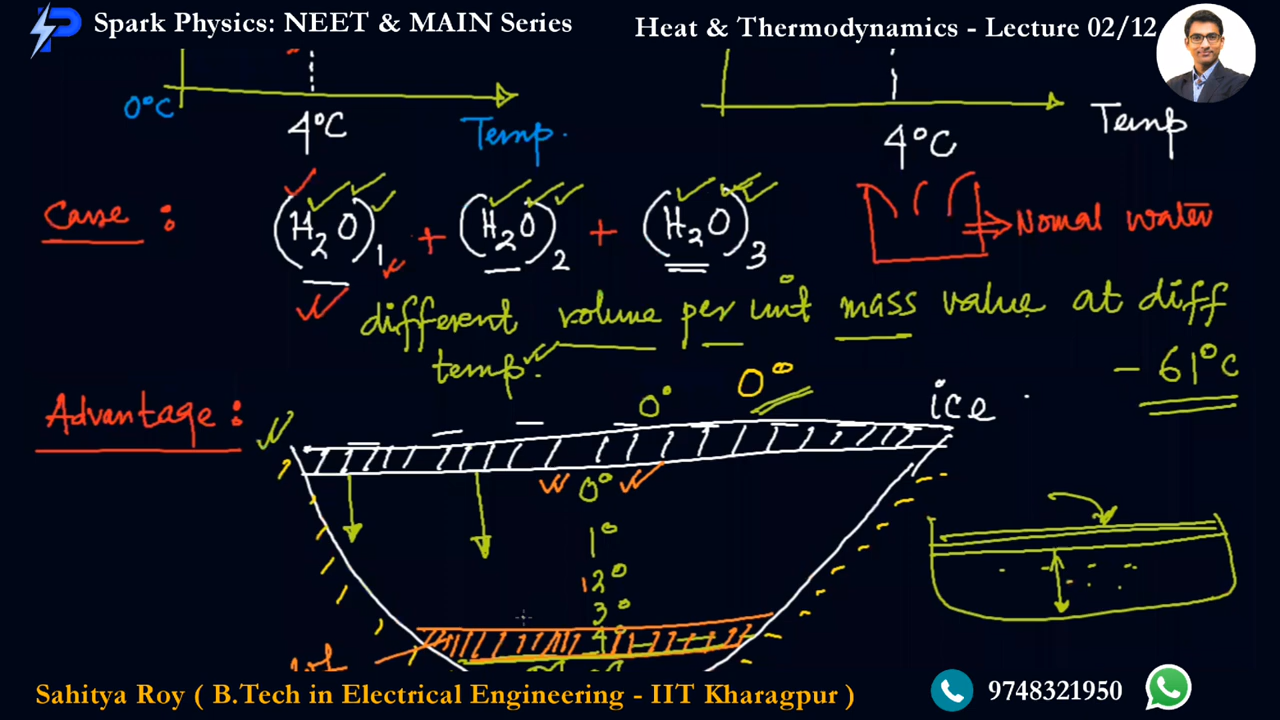 Spark Physics: NEET & MAIN Series
Heat & Thermodynamics - Lecture 02/12
0°C
4°C
Temp.
4°C
Temp
Case :
(H₂O)₁ + (H₂O)₂ + (H₂O)₃
Nomal water
different volume per unit mass value at diff
temp.
- 61°C
Advantage :
0°
0°
ice
0°
1°
2°
3°
4°
Sahitya Roy ( B.Tech in Electrical Engineering - IIT Kharagpur )
9748321950